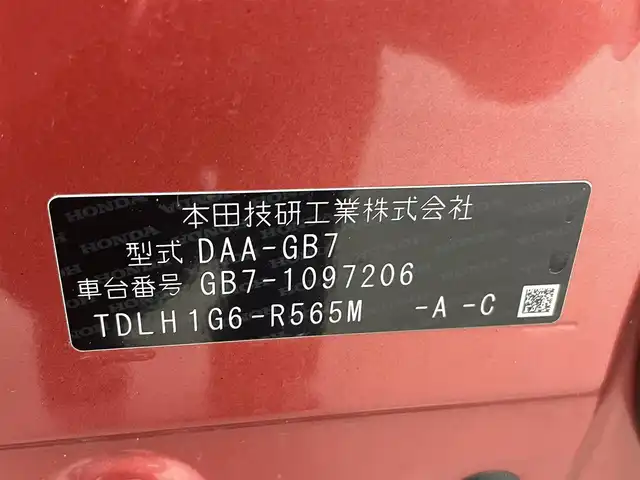 本田技研工業株式会社
型式 DAA-GB7
車台番号 GB7-1097206
TDLH1G6-R565M -A-C